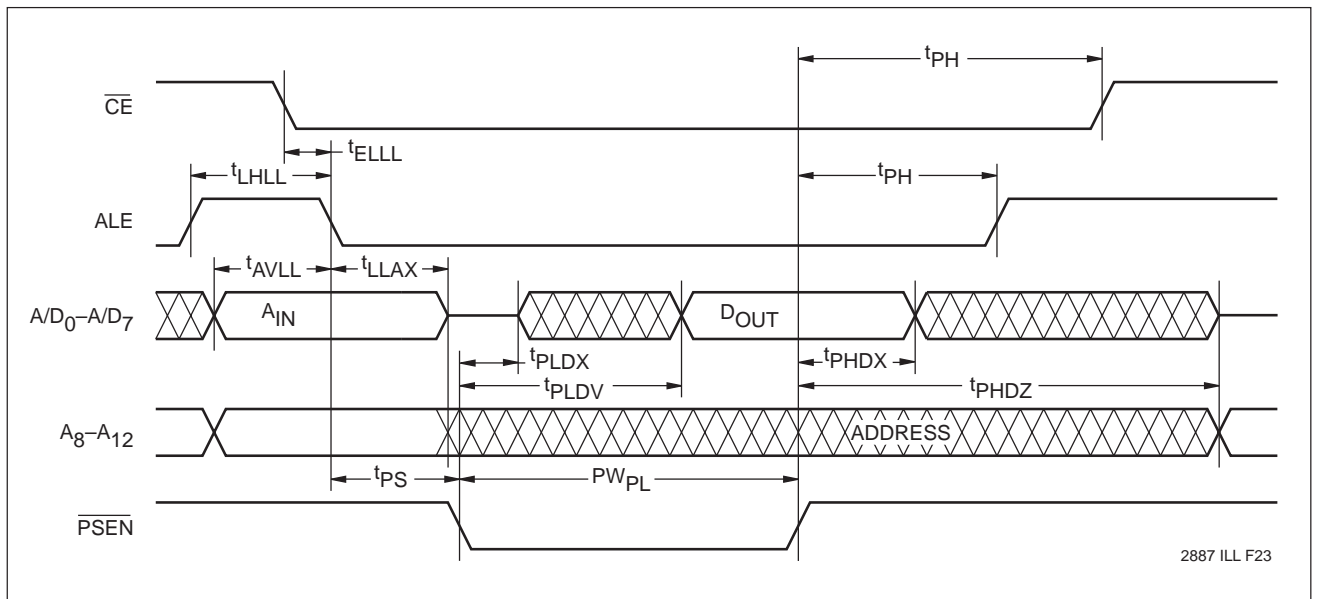 tPH
CE
tELLL
tLHLL
tPH
ALE
tAVLL
tLLAX
A/D0–A/D7
AIN
DOUT
tPLDX
tPHDX
tPLDV
tPHDZ
A8–A12
ADDRESS
tPS
PWPL
PSEN
2887 ILL F23